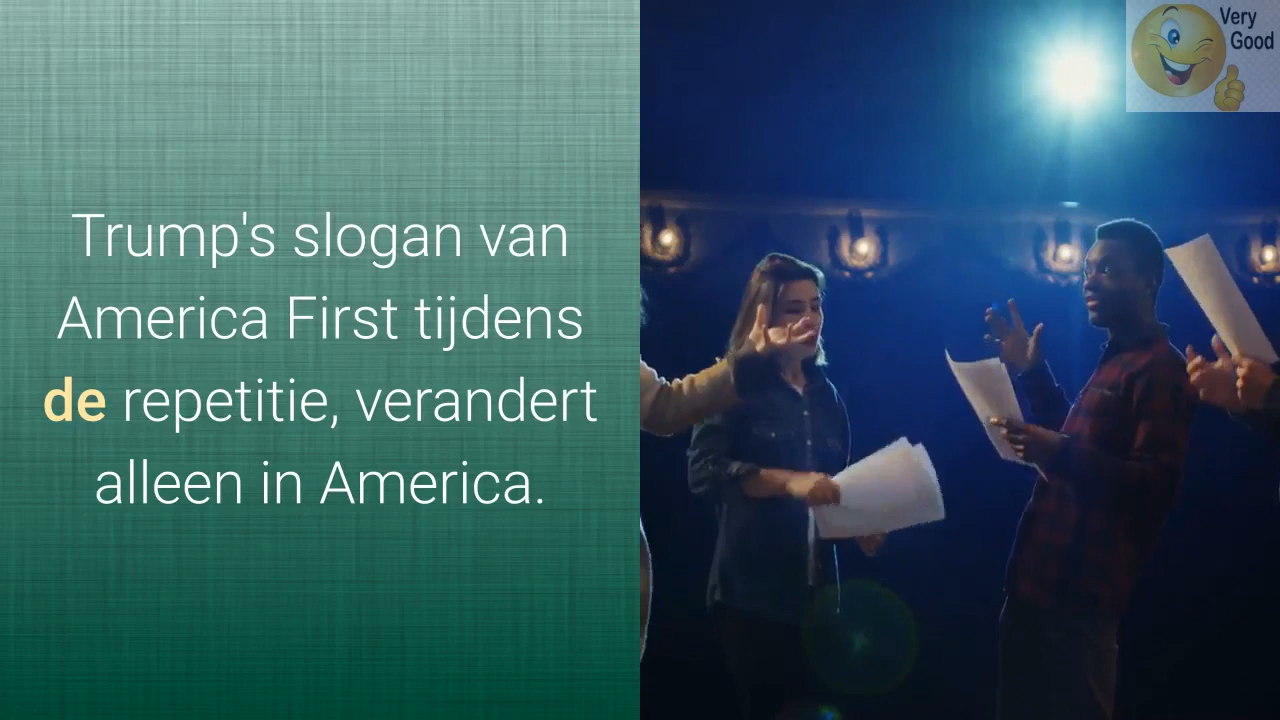 Trump's slogan van
America First tijdens
de repetitie, verandert
alleen in America.
Very
Good